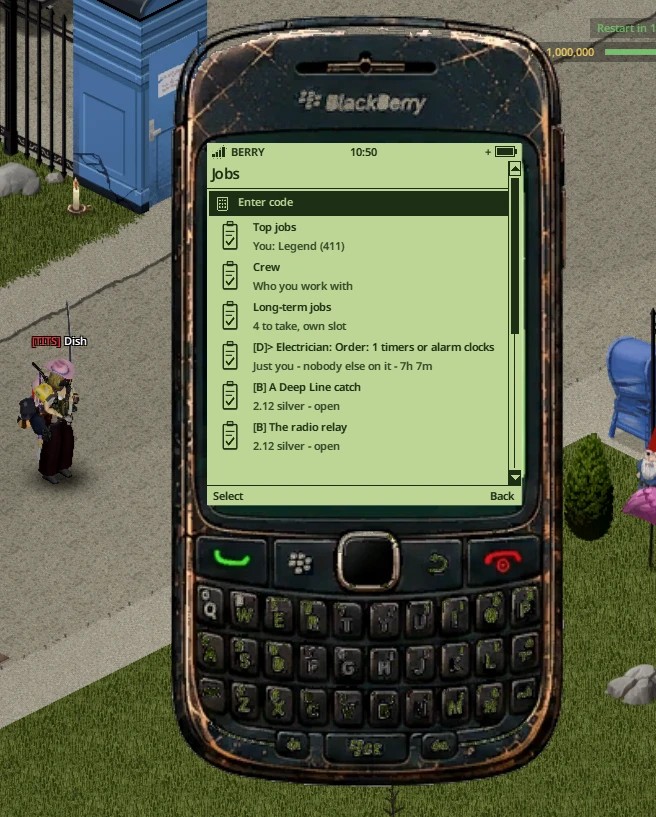 Restart in 1
1,000,000
BlackBerry
BERRY 10:50 +
Jobs
Enter code
Top jobs
You: Legend (411)
Crew
Who you work with
Long-term jobs
4 to take, own slot
[D]> Electrician: Order: 1 timers or alarm clocks
Just you - nobody else on it - 7h 7m
[B] A Deep Line catch
2.12 silver - open
[B] The radio relay
2.12 silver - open
Select Back
Dish
Q W E R T Y U I P
A S D F G H J K L
Z X C